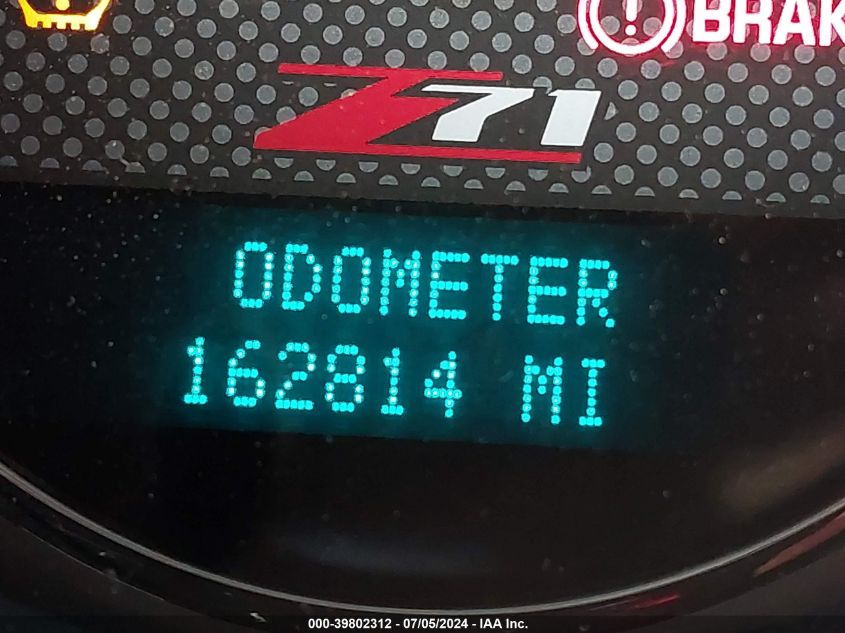 BRAK
Z71
ODOMETER
162814 MI
000-39802312 - 07/05/2024 - IAA Inc.